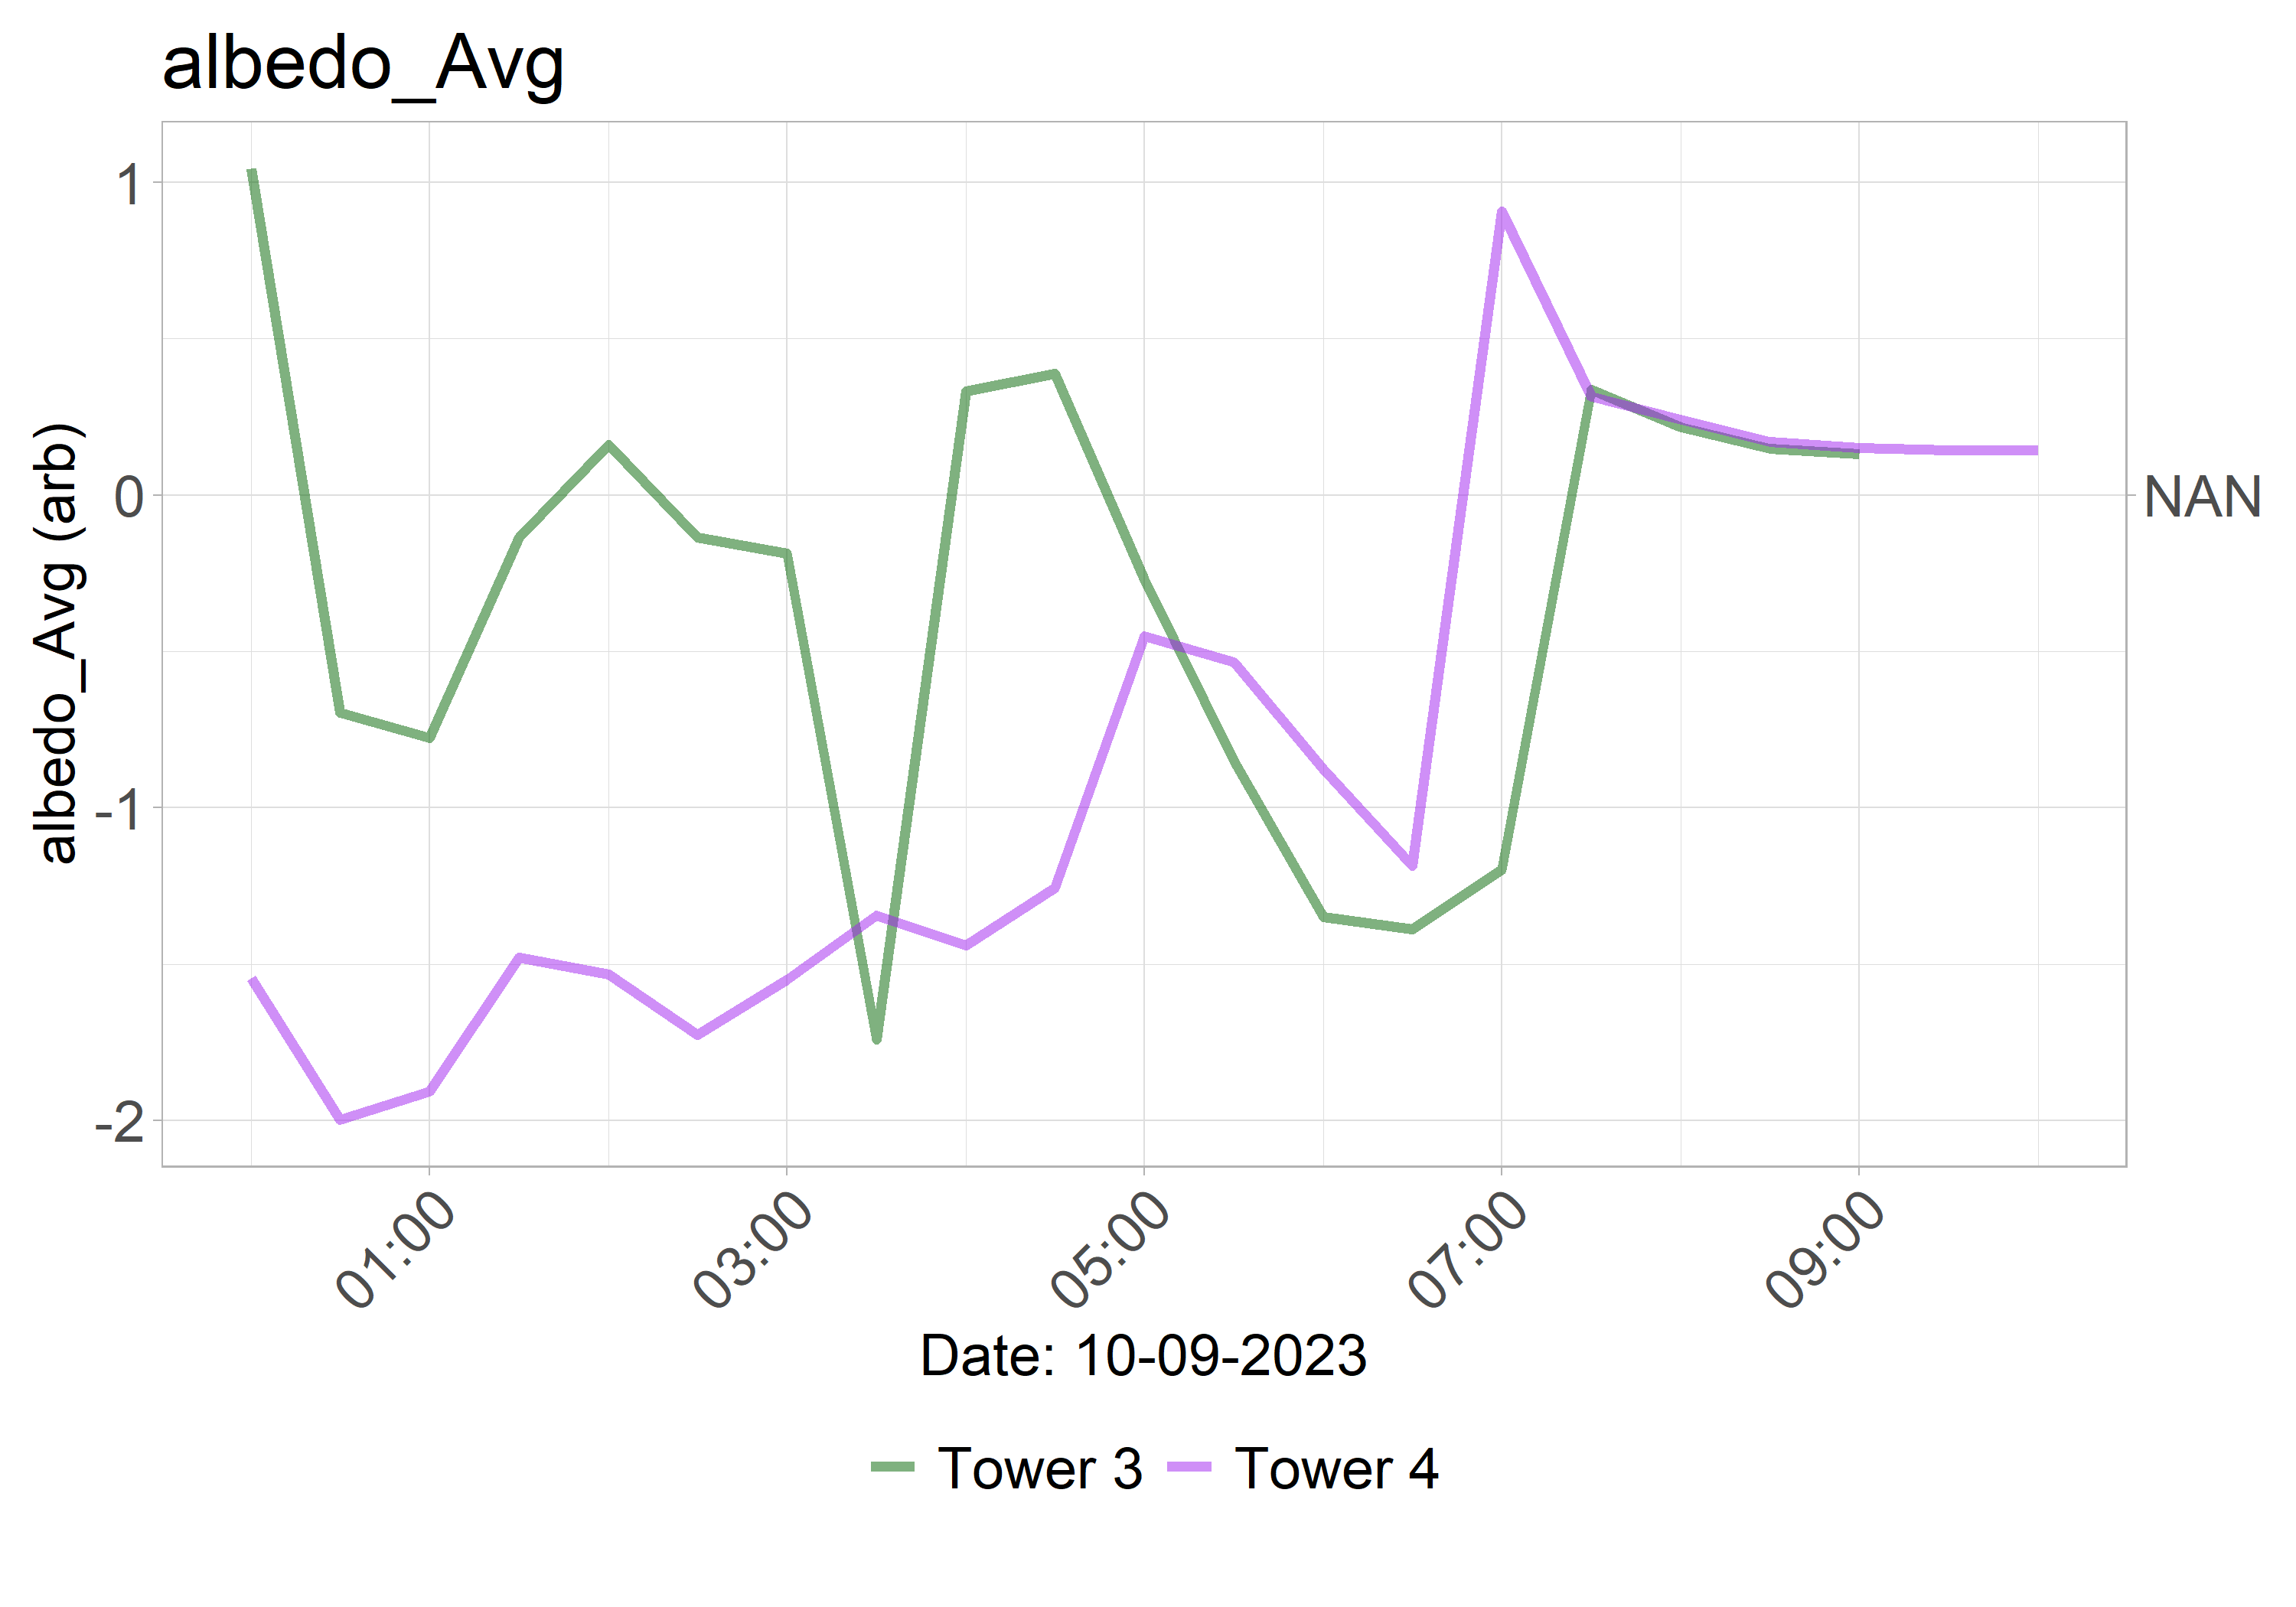 albedo_Avg
albedo_Avg (arb)
1
0
-1
-2
NAN
01:00
03:00
05:00
07:00
09:00
Date: 10-09-2023
Tower 3
Tower 4